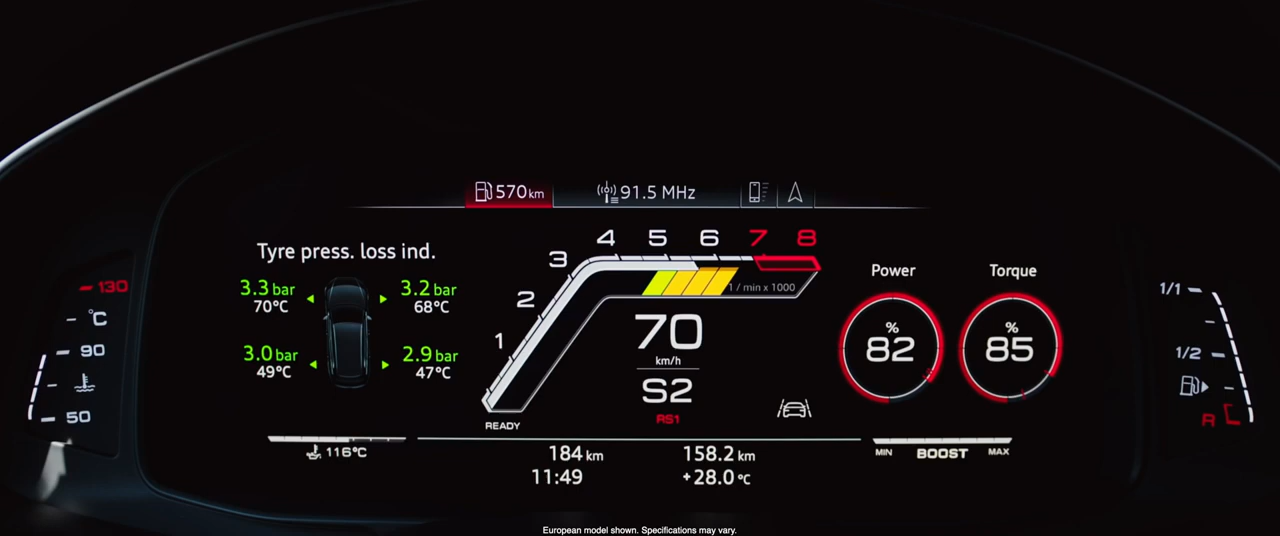 570 km
91.5 MHz
Tyre press. loss ind.
3.3 bar
70°C
3.2 bar
68°C
3.0 bar
49°C
2.9 bar
47°C
130
°C
90
50
116°C
1 2 3 4 5 6 7 8
1 / min x 1000
70
km/h
S2
RS1
READY
184 km
158.2 km
11:49
+28.0 °C
Power
%
82
Torque
%
85
MIN BOOST MAX
1/1
1/2
R
European model shown. Specifications may vary.